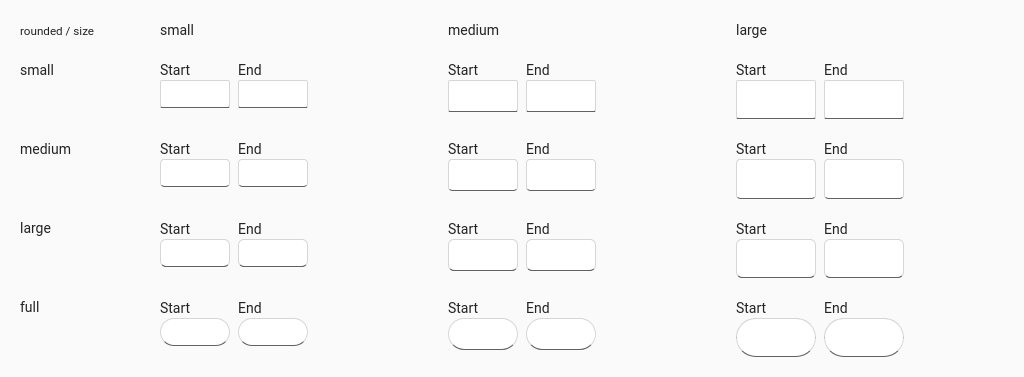 rounded / size small medium large
small Start End Start End Start End
medium Start End Start End Start End
large Start End Start End Start End
full Start End Start End Start End